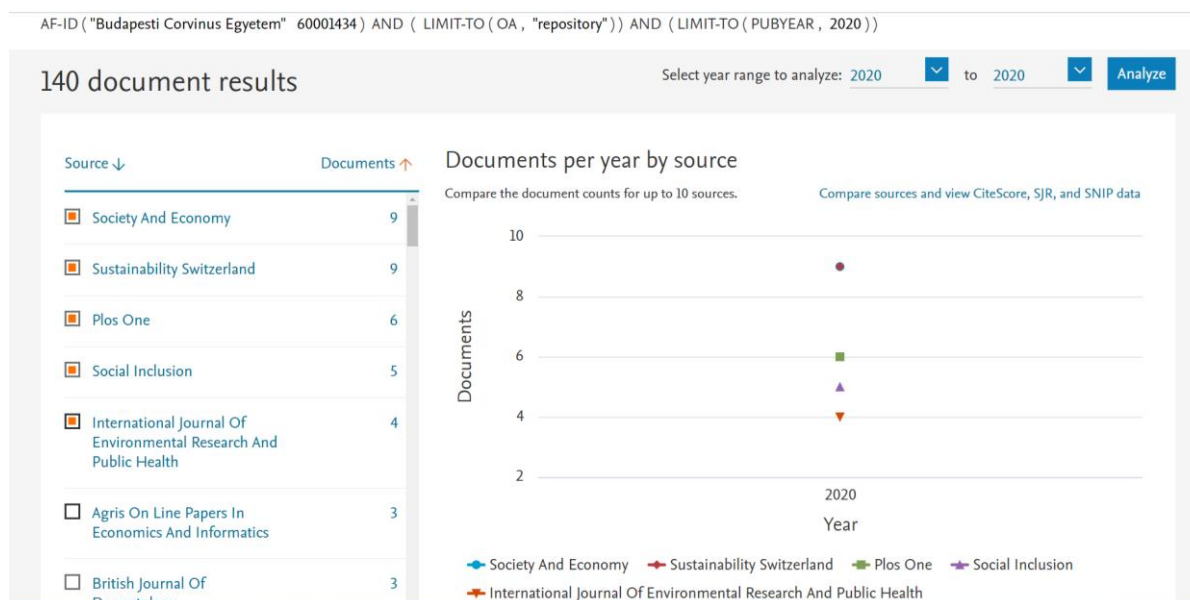 AF-ID ( "Budapesti Corvinus Egyetem" 60001434 ) AND ( LIMIT-TO ( OA , "repository" ) ) AND ( LIMIT-TO ( PUBYEAR , 2020 ) )
140 document results
Select year range to analyze: 2020 to 2020 Analyze
Source ↓ Documents ↑
Society And Economy 9
Sustainability Switzerland 9
Plos One 6
Social Inclusion 5
International Journal Of 4
Environmental Research And
Public Health
Agris On Line Papers In 3
Economics And Informatics
British Journal Of 3
Documents per year by source
Compare the document counts for up to 10 sources. Compare sources and view CiteScore, SJR, and SNIP data
10
8
6
4
2
Documents
2020
Year
Society And Economy Sustainability Switzerland Plos One Social Inclusion
International Journal Of Environmental Research And Public Health